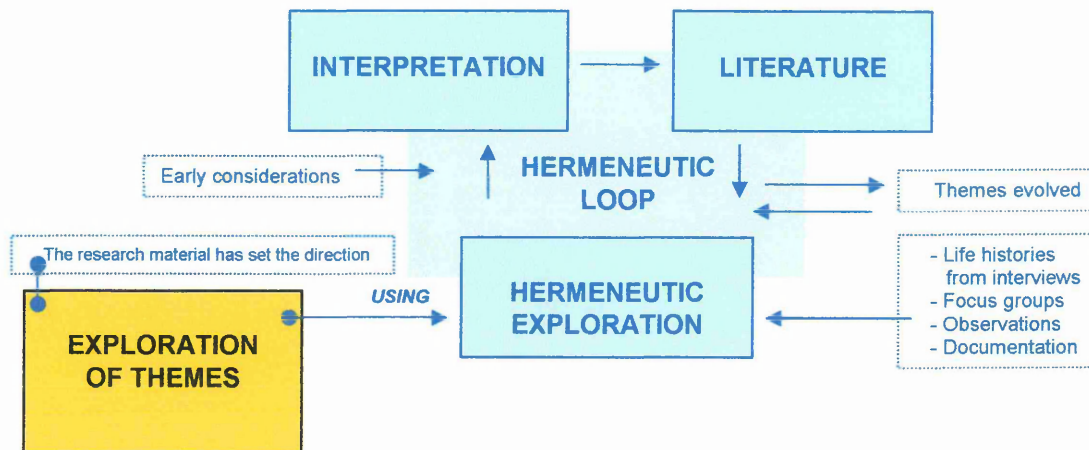 INTERPRETATION
LITERATURE
Early considerations
HERMENEUTIC
LOOP
Themes evolved
The research material has set the direction
USING
HERMENEUTIC
EXPLORATION
- Life histories
from interviews
- Focus groups
- Observations
- Documentation
EXPLORATION
OF THEMES